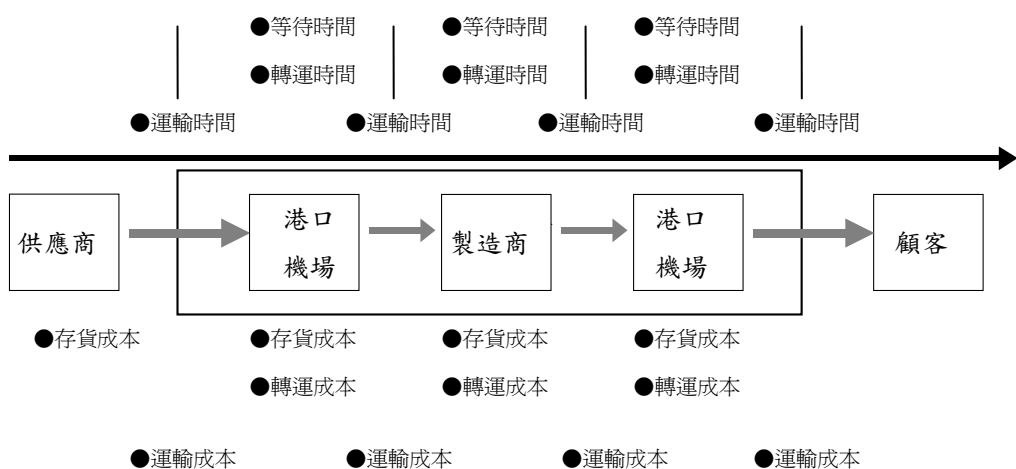 ●等待時間 ●等待時間 ●等待時間
●轉運時間 ●轉運時間 ●轉運時間
●運輸時間 ●運輸時間 ●運輸時間 ●運輸時間
供應商
港口
機場
製造商
港口
機場
顧客
●存貨成本 ●存貨成本 ●存貨成本 ●存貨成本
●轉運成本 ●轉運成本 ●轉運成本
●運輸成本 ●運輸成本 ●運輸成本 ●運輸成本